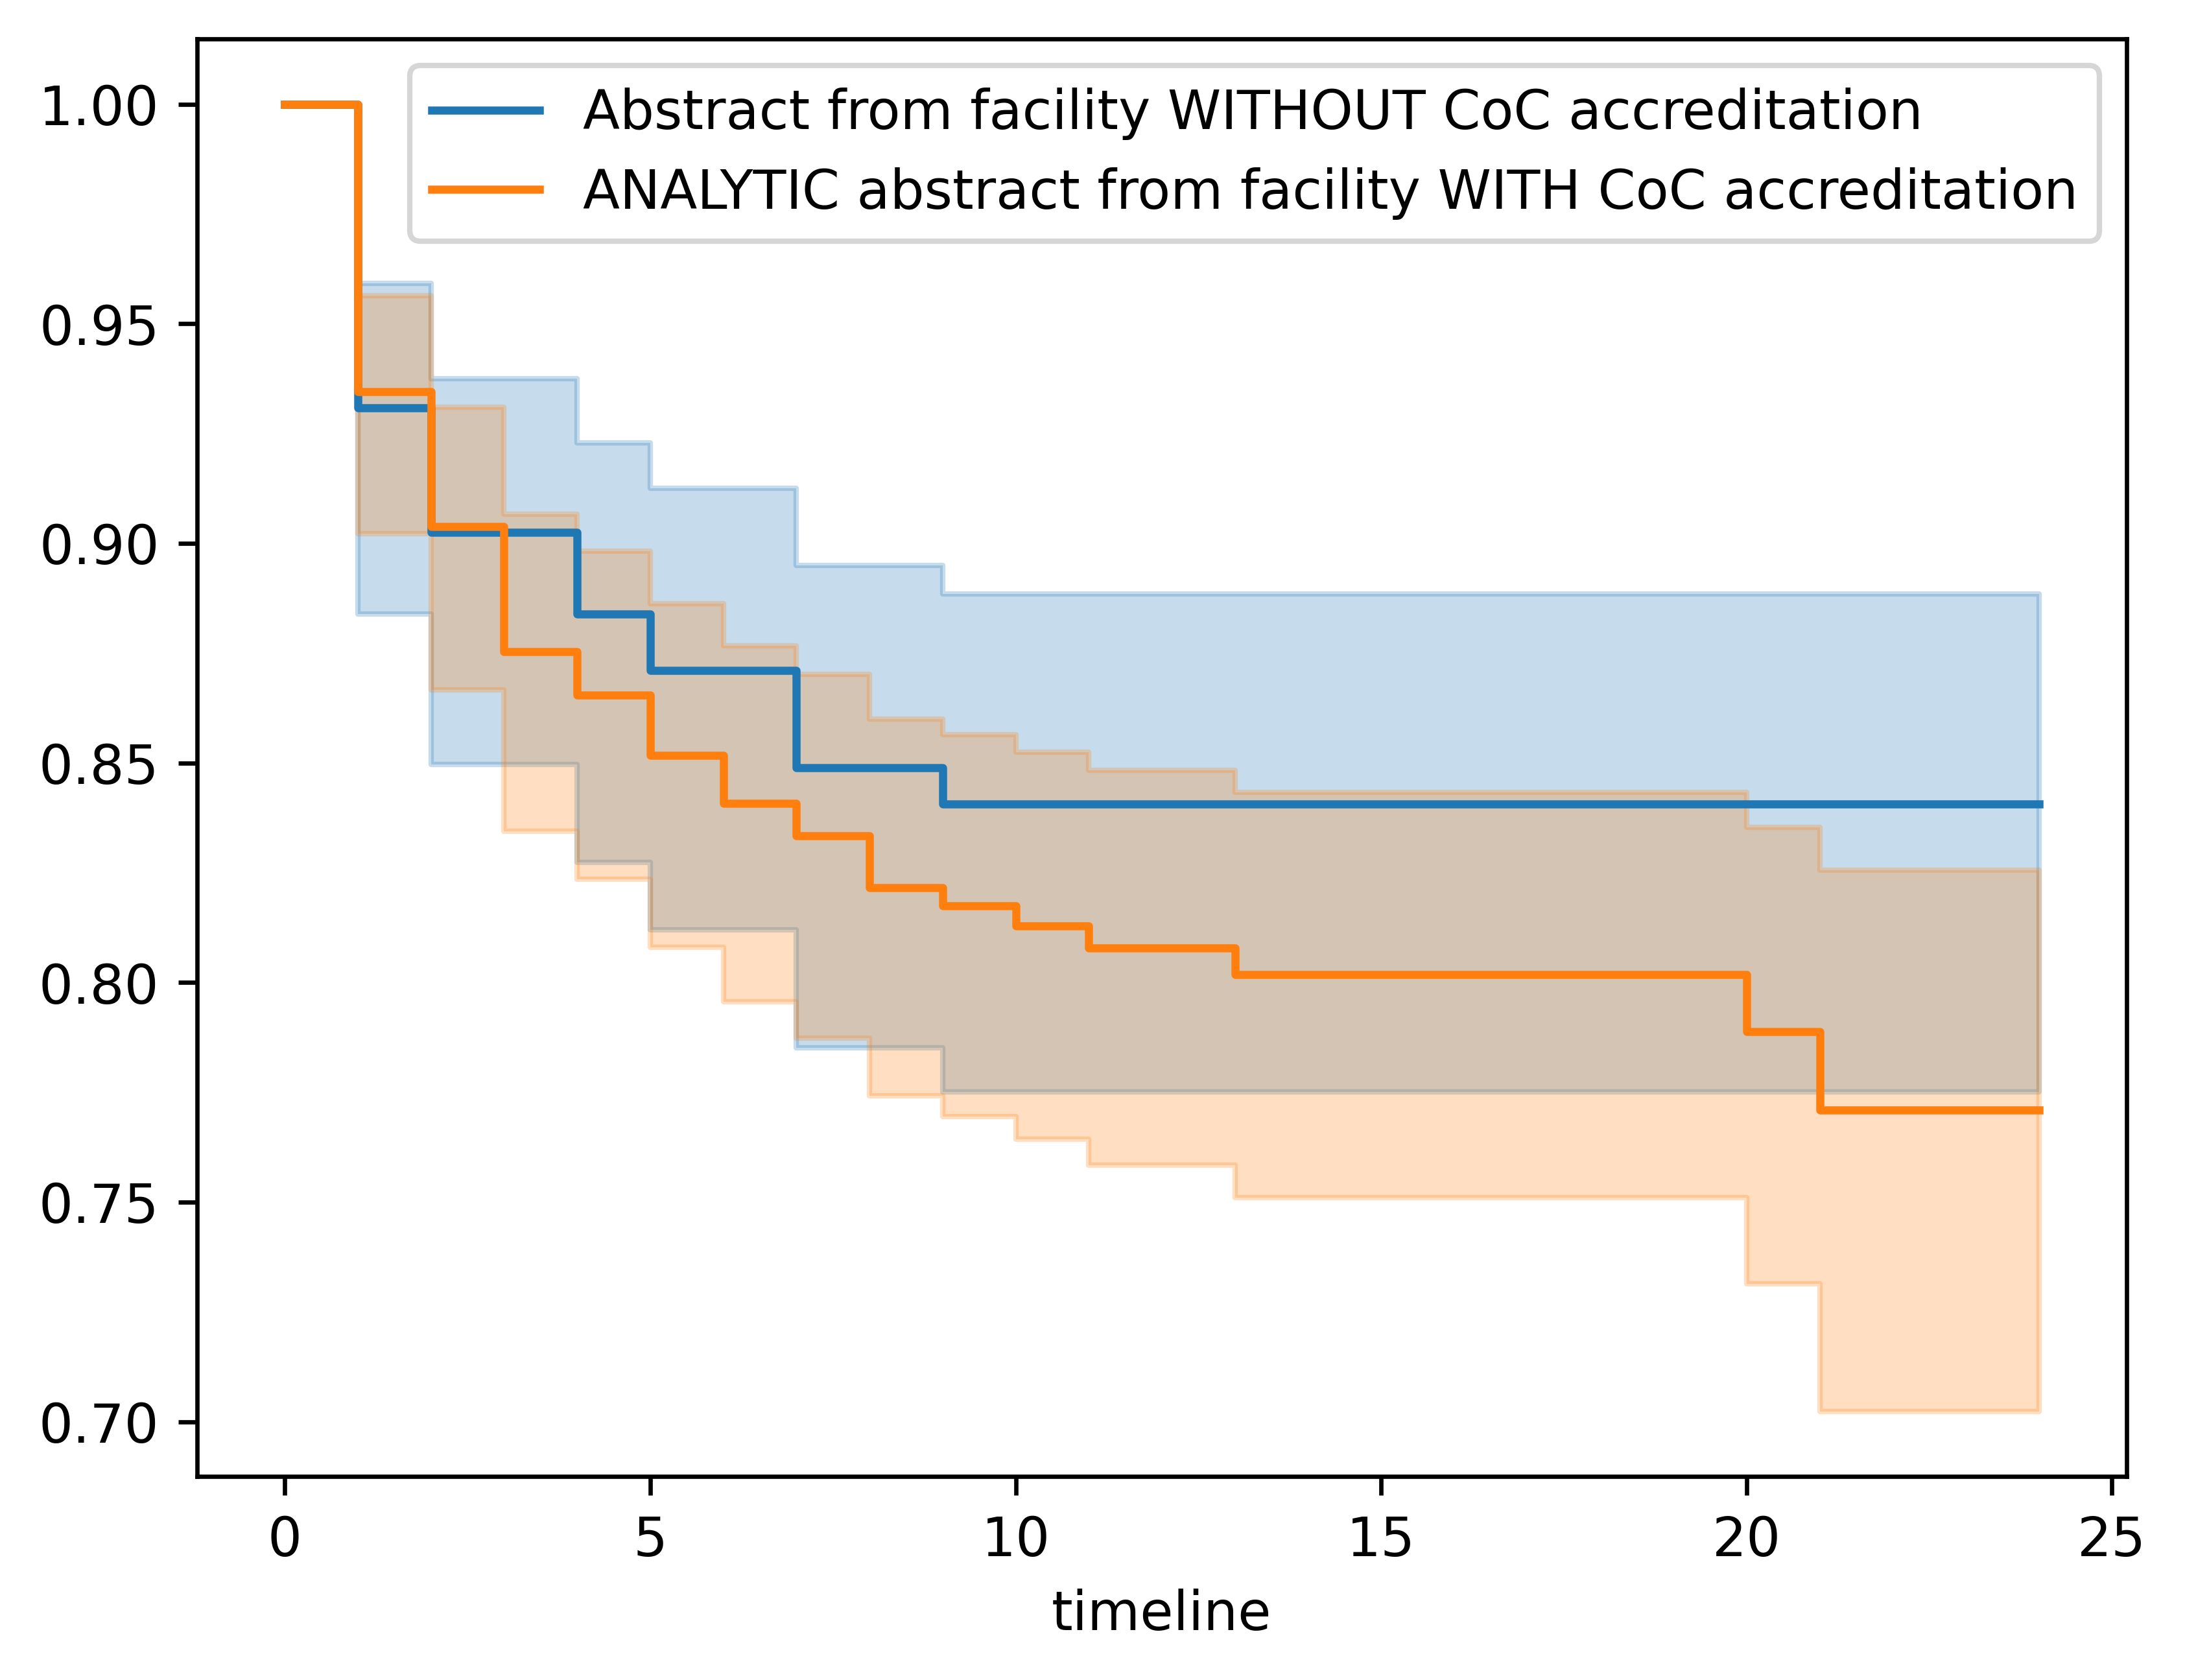 Abstract from facility WITHOUT CoC accreditation
ANALYTIC abstract from facility WITH CoC accreditation
1.00
0.95
0.90
0.85
0.80
0.75
0.70
0 5 10 15 20 25
timeline